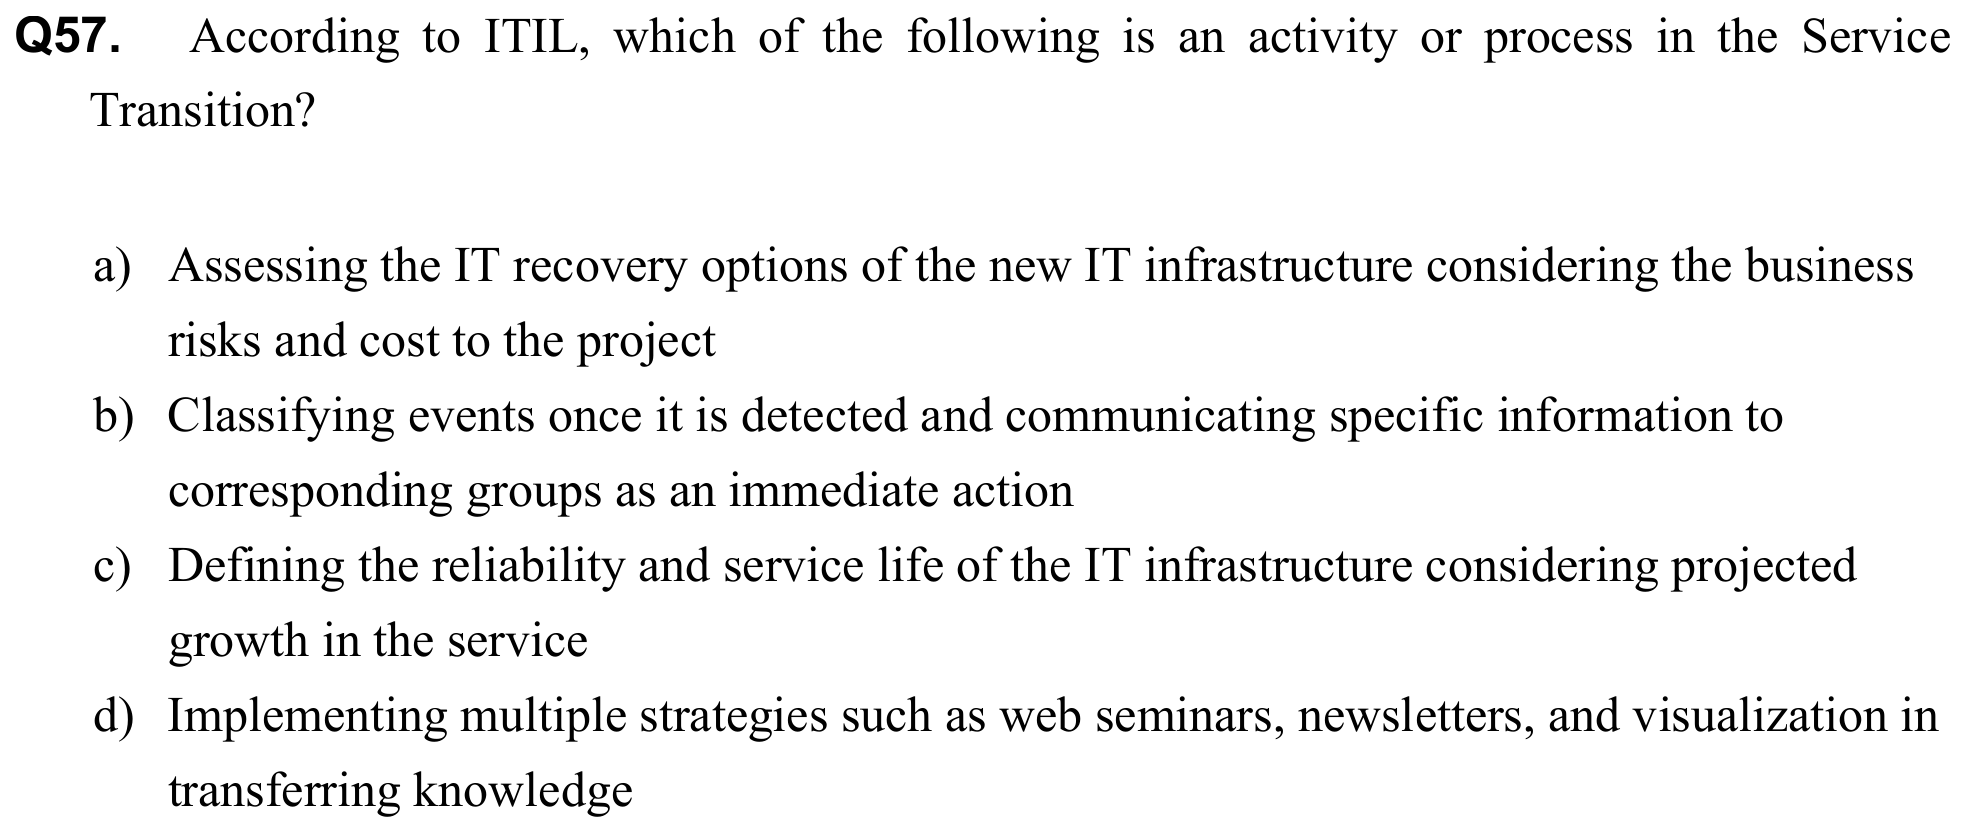 Q57. According to ITIL, which of the following is an activity or process in the Service
Transition?
a) Assessing the IT recovery options of the new IT infrastructure considering the business
risks and cost to the project
b) Classifying events once it is detected and communicating specific information to
corresponding groups as an immediate action
c) Defining the reliability and service life of the IT infrastructure considering projected
growth in the service
d) Implementing multiple strategies such as web seminars, newsletters, and visualization in
transferring knowledge